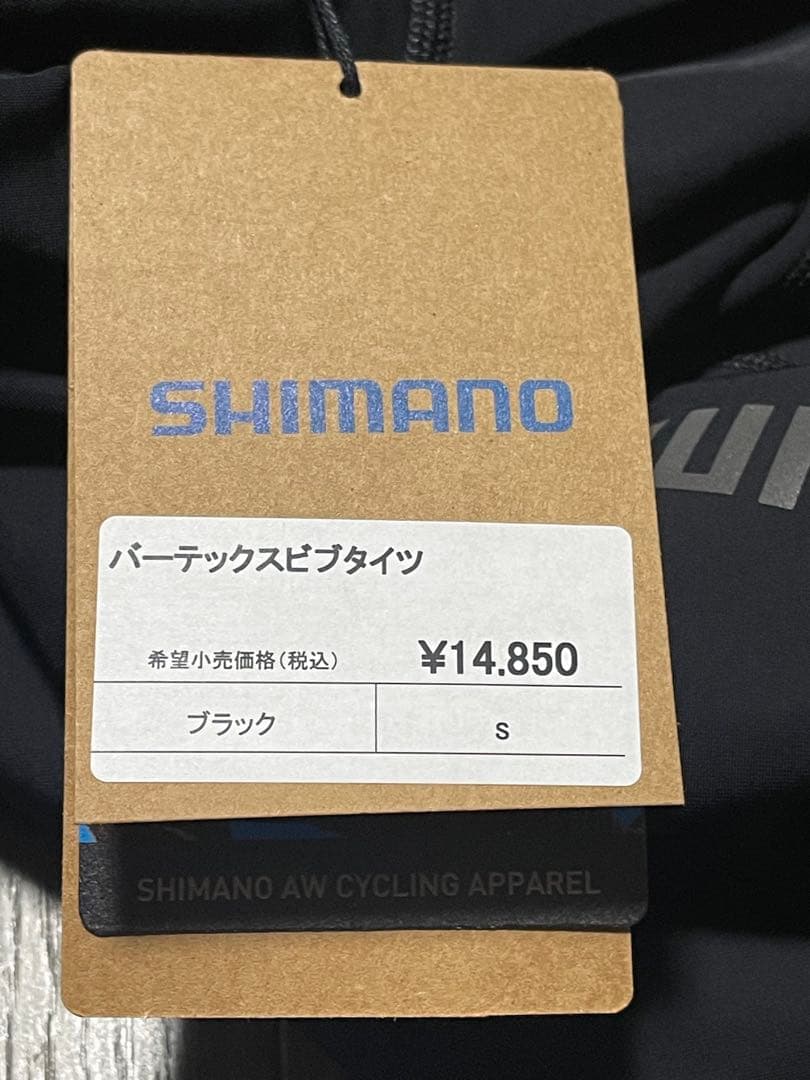 SHIMANO
バーテックスビブタイツ
希望小売価格(税込) ¥14,850
ブラック S
SHIMANO AW CYCLING APPAREL